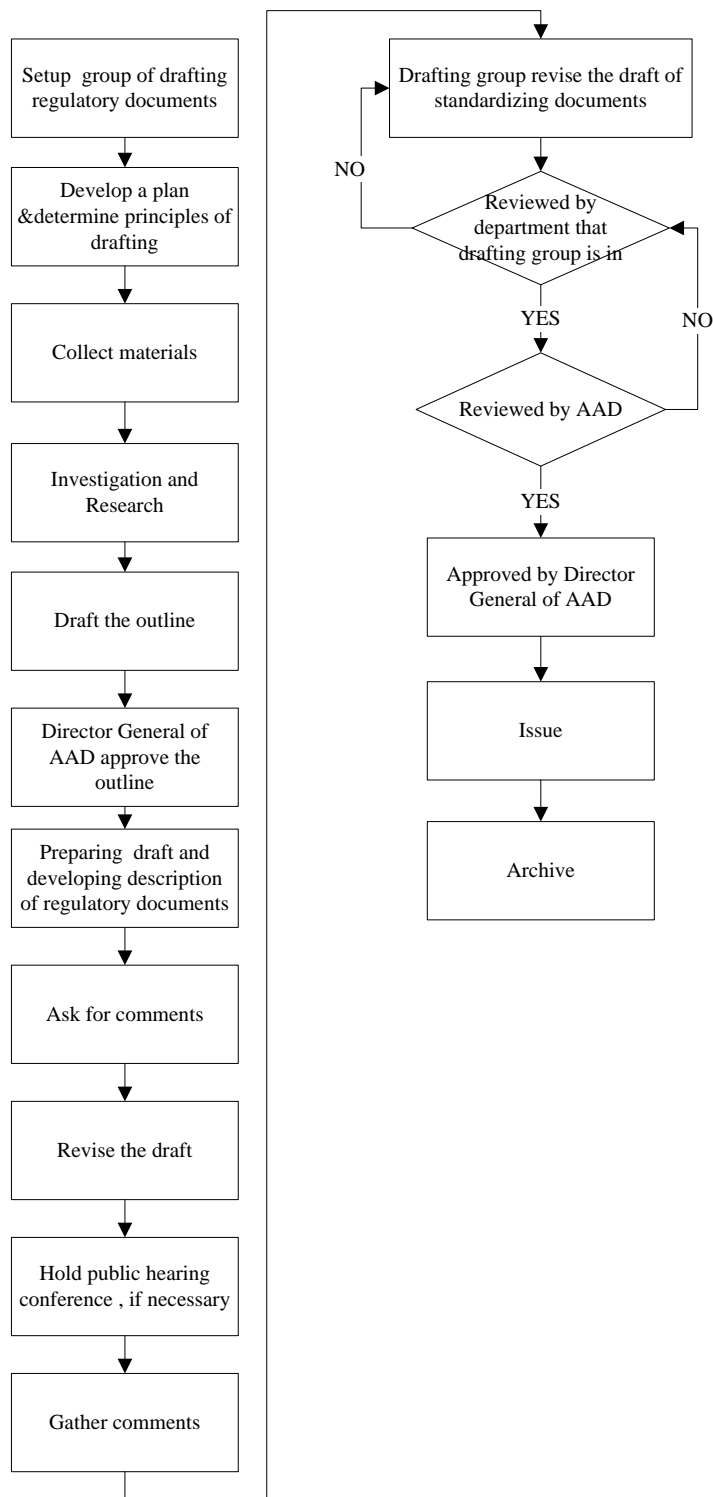 Setup group of drafting
regulatory documents
Develop a plan
&determine principles of
drafting
Collect materials
Investigation and
Research
Draft the outline
Director General of
AAD approve the
outline
Preparing draft and
developing description
of regulatory documents
Ask for comments
Revise the draft
Hold public hearing
conference , if necessary
Gather comments
Drafting group revise the draft of
standardizing documents
NO
Reviewed by
department that
drafting group is in
YES
NO
Reviewed by AAD
YES
Approved by Director
General of AAD
Issue
Archive